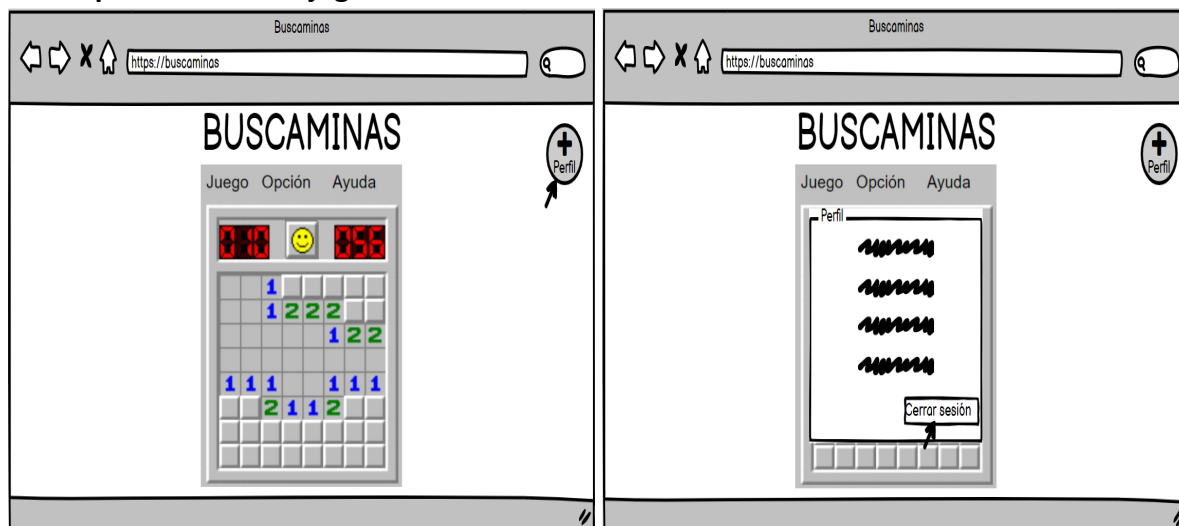 Buscaminas
https://buscaminas
BUSCAMINAS
Perfil
Juego Opción Ayuda
010 056
1
1 2 2 2
1 2 2
1 1 1 1 1 1
2 1 1 2
Buscaminas
https://buscaminas
BUSCAMINAS
Perfil
Juego Opción Ayuda
Perfil
Cerrar sesión